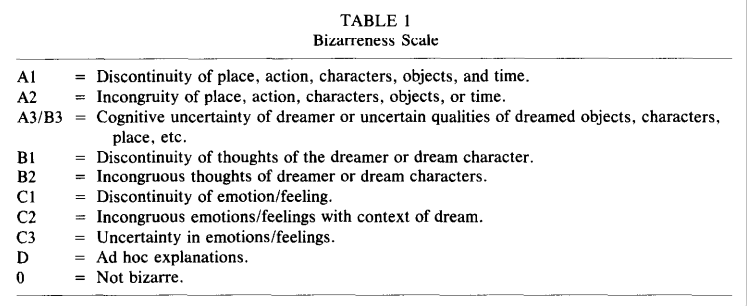 TABLE 1
Bizarreness Scale
A1 = Discontinuity of place, action, characters, objects, and time.
A2 = Incongruity of place, action, characters, objects, or time.
A3/B3 = Cognitive uncertainty of dreamer or uncertain qualities of dreamed objects, characters,
place, etc.
B1 = Discontinuity of thoughts of the dreamer or dream character.
B2 = Incongruous thoughts of dreamer or dream characters.
C1 = Discontinuity of emotion/feeling.
C2 = Incongruous emotions/feelings with context of dream.
C3 = Uncertainty in emotions/feelings.
D = Ad hoc explanations.
0 = Not bizarre.